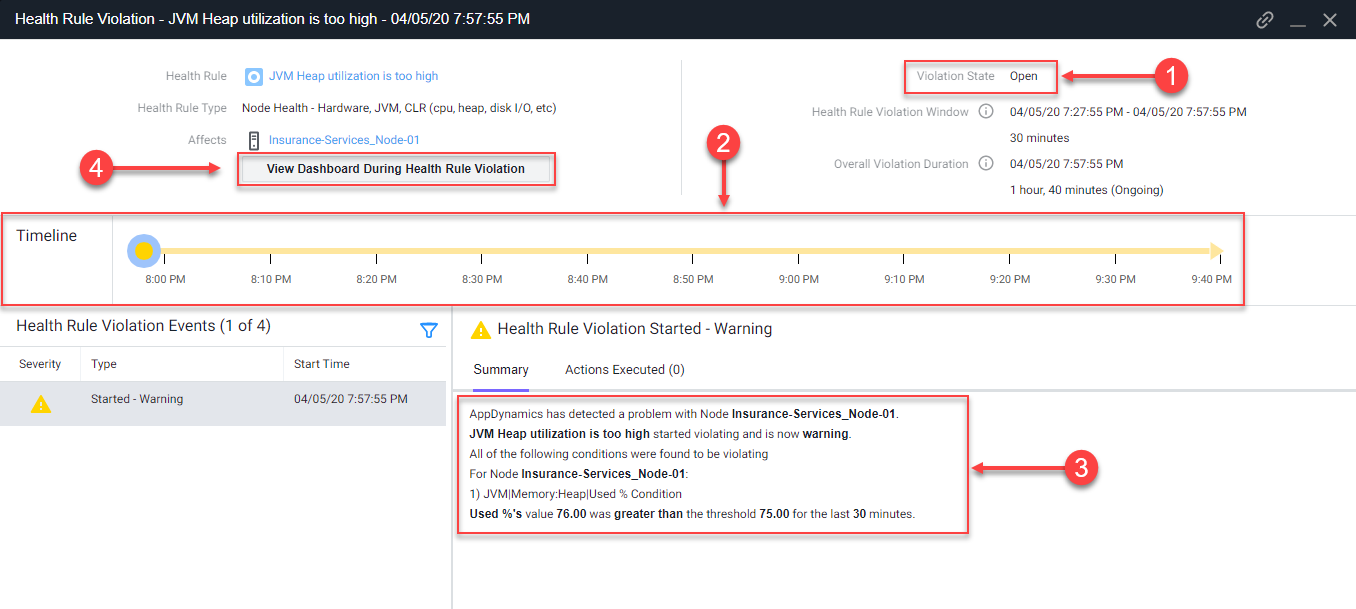 Health Rule Violation - JVM Heap utilization is too high - 04/05/20 7:57:55 PM
Health Rule JVM Heap utilization is too high
Health Rule Type Node Health - Hardware, JVM, CLR (cpu, heap, disk I/O, etc)
Affects Insurance-Services_Node-01
4
View Dashboard During Health Rule Violation
Violation State Open
1
Health Rule Violation Window 04/05/20 7:27:55 PM - 04/05/20 7:57:55 PM
30 minutes
Overall Violation Duration 04/05/20 7:57:55 PM
1 hour, 40 minutes (Ongoing)
2
Timeline
8:00 PM 8:10 PM 8:20 PM 8:30 PM 8:40 PM 8:50 PM 9:00 PM 9:10 PM 9:20 PM 9:30 PM 9:40 PM
Health Rule Violation Events (1 of 4)
Severity Type Start Time
Started - Warning 04/05/20 7:57:55 PM
Health Rule Violation Started - Warning
Summary Actions Executed (0)
AppDynamics has detected a problem with Node Insurance-Services_Node-01.
JVM Heap utilization is too high started violating and is now warning.
All of the following conditions were found to be violating
For Node Insurance-Services_Node-01:
1) JVM|Memory:Heap|Used % Condition
Used %'s value 76.00 was greater than the threshold 75.00 for the last 30 minutes.
3